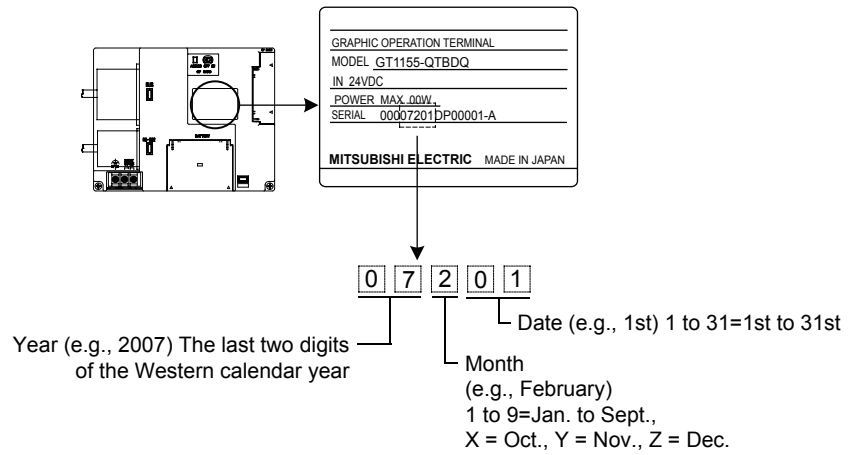 GRAPHIC OPERATION TERMINAL
MODEL GT1155-QTBDQ
IN 24VDC
POWER MAX 00W
SERIAL 00007201DP00001-A
MITSUBISHI ELECTRIC MADE IN JAPAN
0 7 2 0 1
Date (e.g., 1st) 1 to 31=1st to 31st
Year (e.g., 2007) The last two digits
of the Western calendar year
Month
(e.g., February)
1 to 9=Jan. to Sept.,
X = Oct., Y = Nov., Z = Dec.